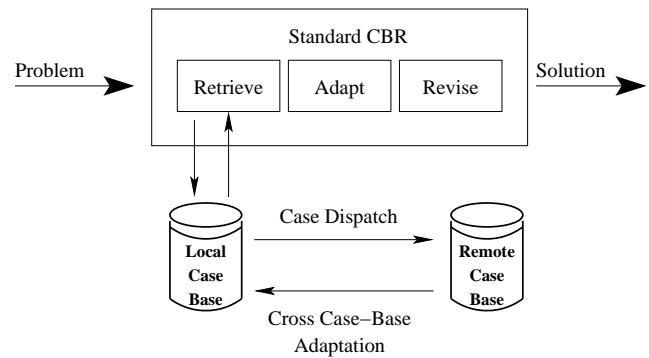 Standard CBR
Problem
Retrieve
Adapt
Revise
Solution
Case Dispatch
Local
Case
Base
Remote
Case
Base
Cross Case−Base
Adaptation